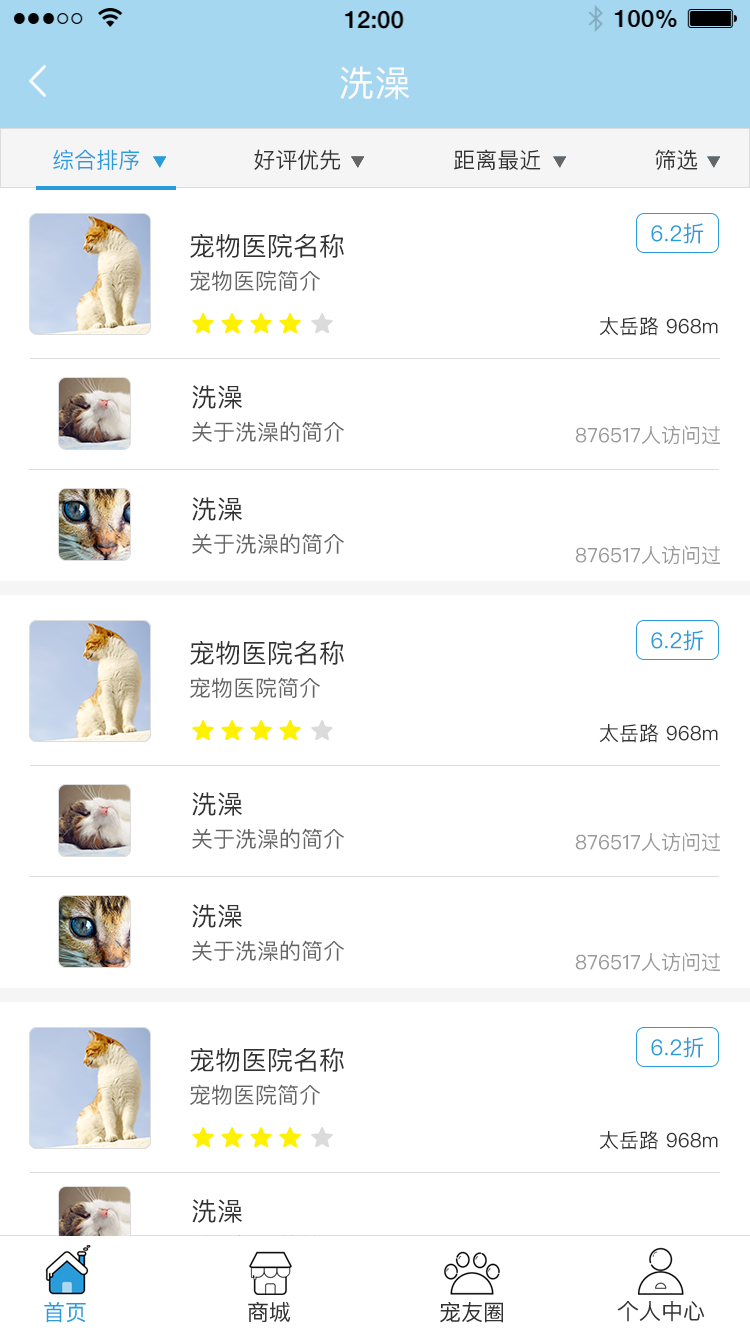 12:00
100%
洗澡
综合排序 ▼ 好评优先 ▼ 距离最近 ▼ 筛选 ▼
6.2折
宠物医院名称
宠物医院简介
太岳路 968m
洗澡
关于洗澡的简介
876517人访问过
洗澡
关于洗澡的简介
876517人访问过
6.2折
宠物医院名称
宠物医院简介
太岳路 968m
洗澡
关于洗澡的简介
876517人访问过
洗澡
关于洗澡的简介
876517人访问过
6.2折
宠物医院名称
宠物医院简介
太岳路 968m
洗澡
首页 商城 宠友圈 个人中心